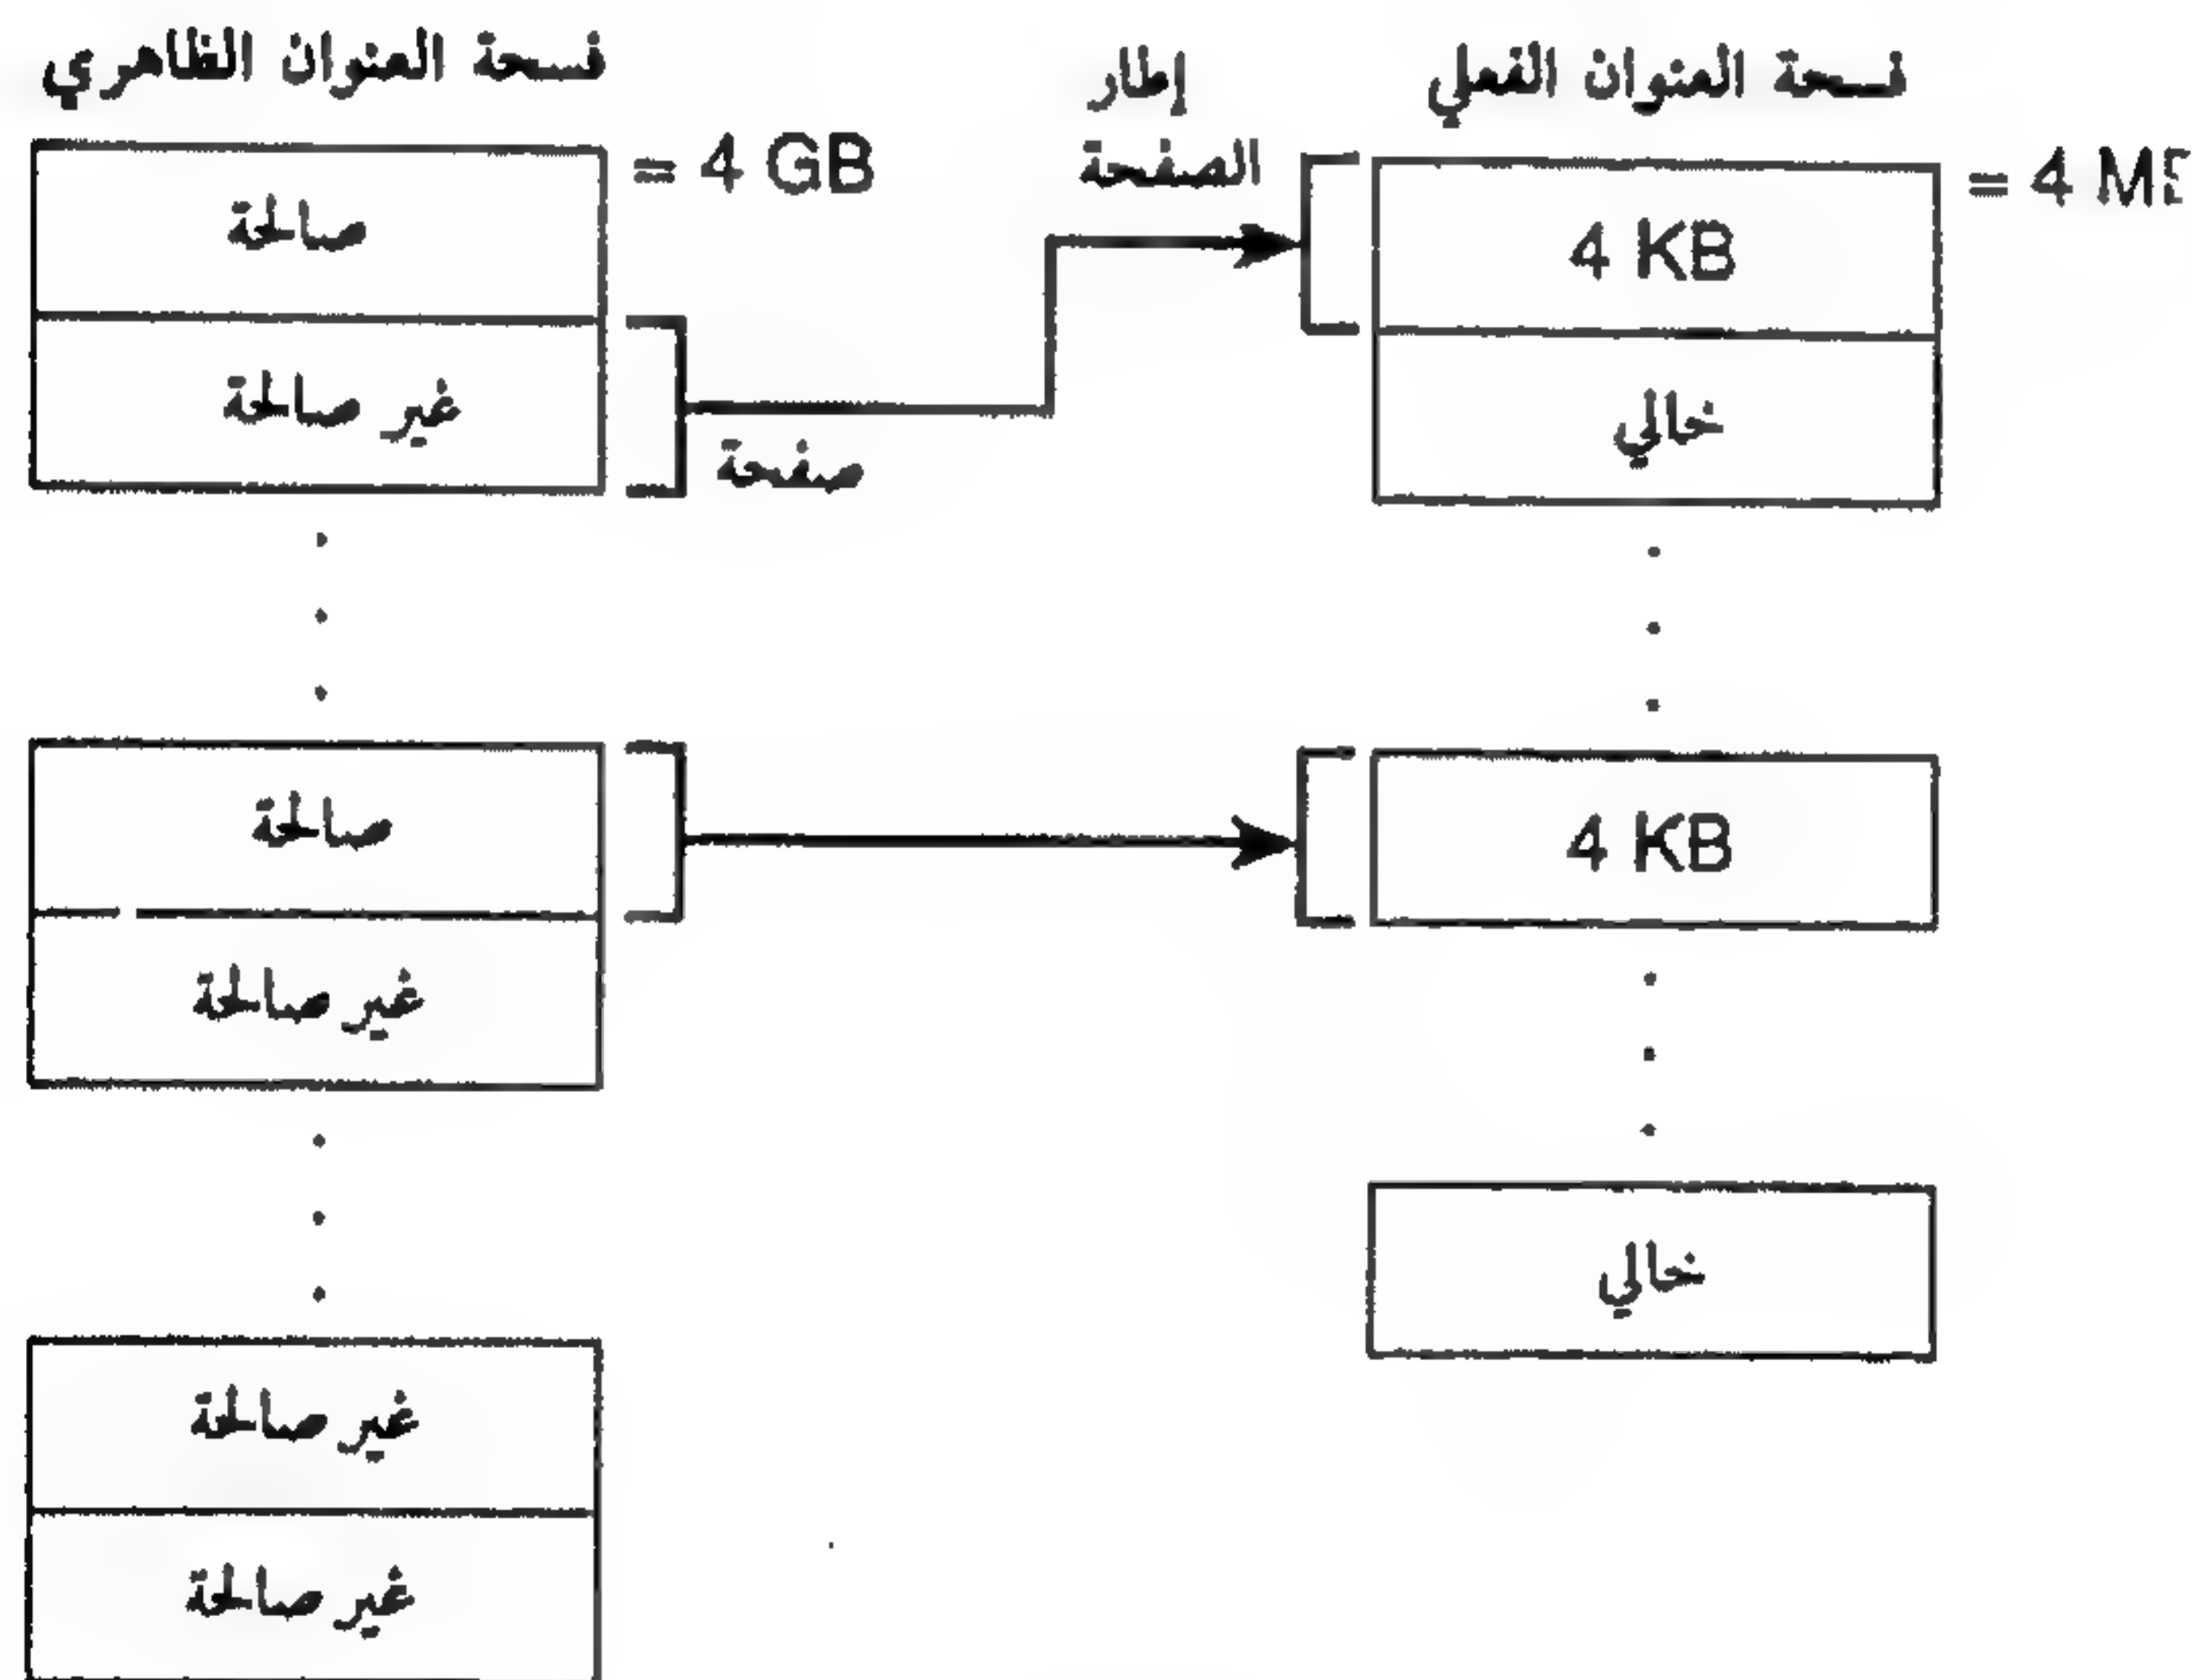 فسحة العنوان الظاهري
= 4 GB
صالحة
غير صالحة
صفحة
صالحة
غير صالحة
غير صالحة
غير صالحة
إطار
الصفحة
فسحة العنوان الفعلي
= 4
4 KB
خالي
4 KB
خالي